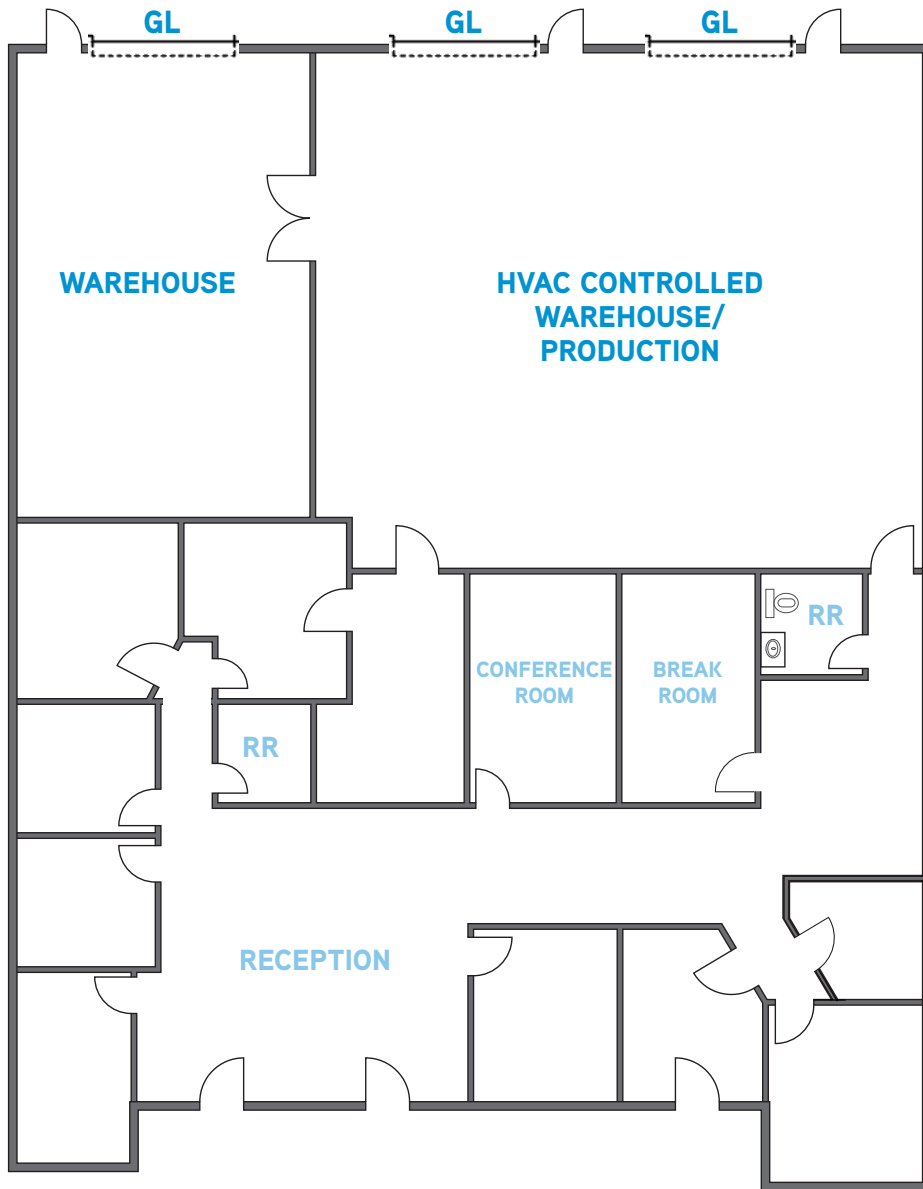 GL
GL
GL
WAREHOUSE
HVAC CONTROLLED
WAREHOUSE/
PRODUCTION
RR
CONFERENCE
ROOM
BREAK
ROOM
RR
RECEPTION